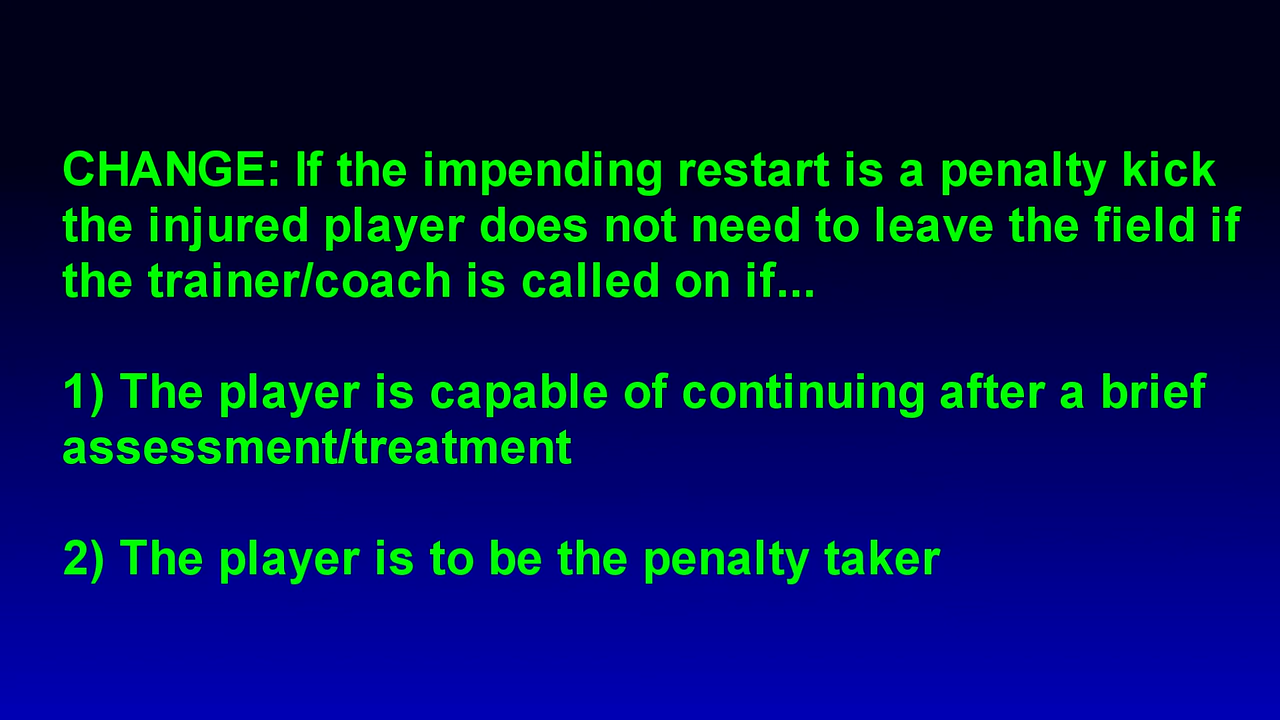 CHANGE: If the impending restart is a penalty kick
the injured player does not need to leave the field if
the trainer/coach is called on if...
1) The player is capable of continuing after a brief
assessment/treatment
2) The player is to be the penalty taker